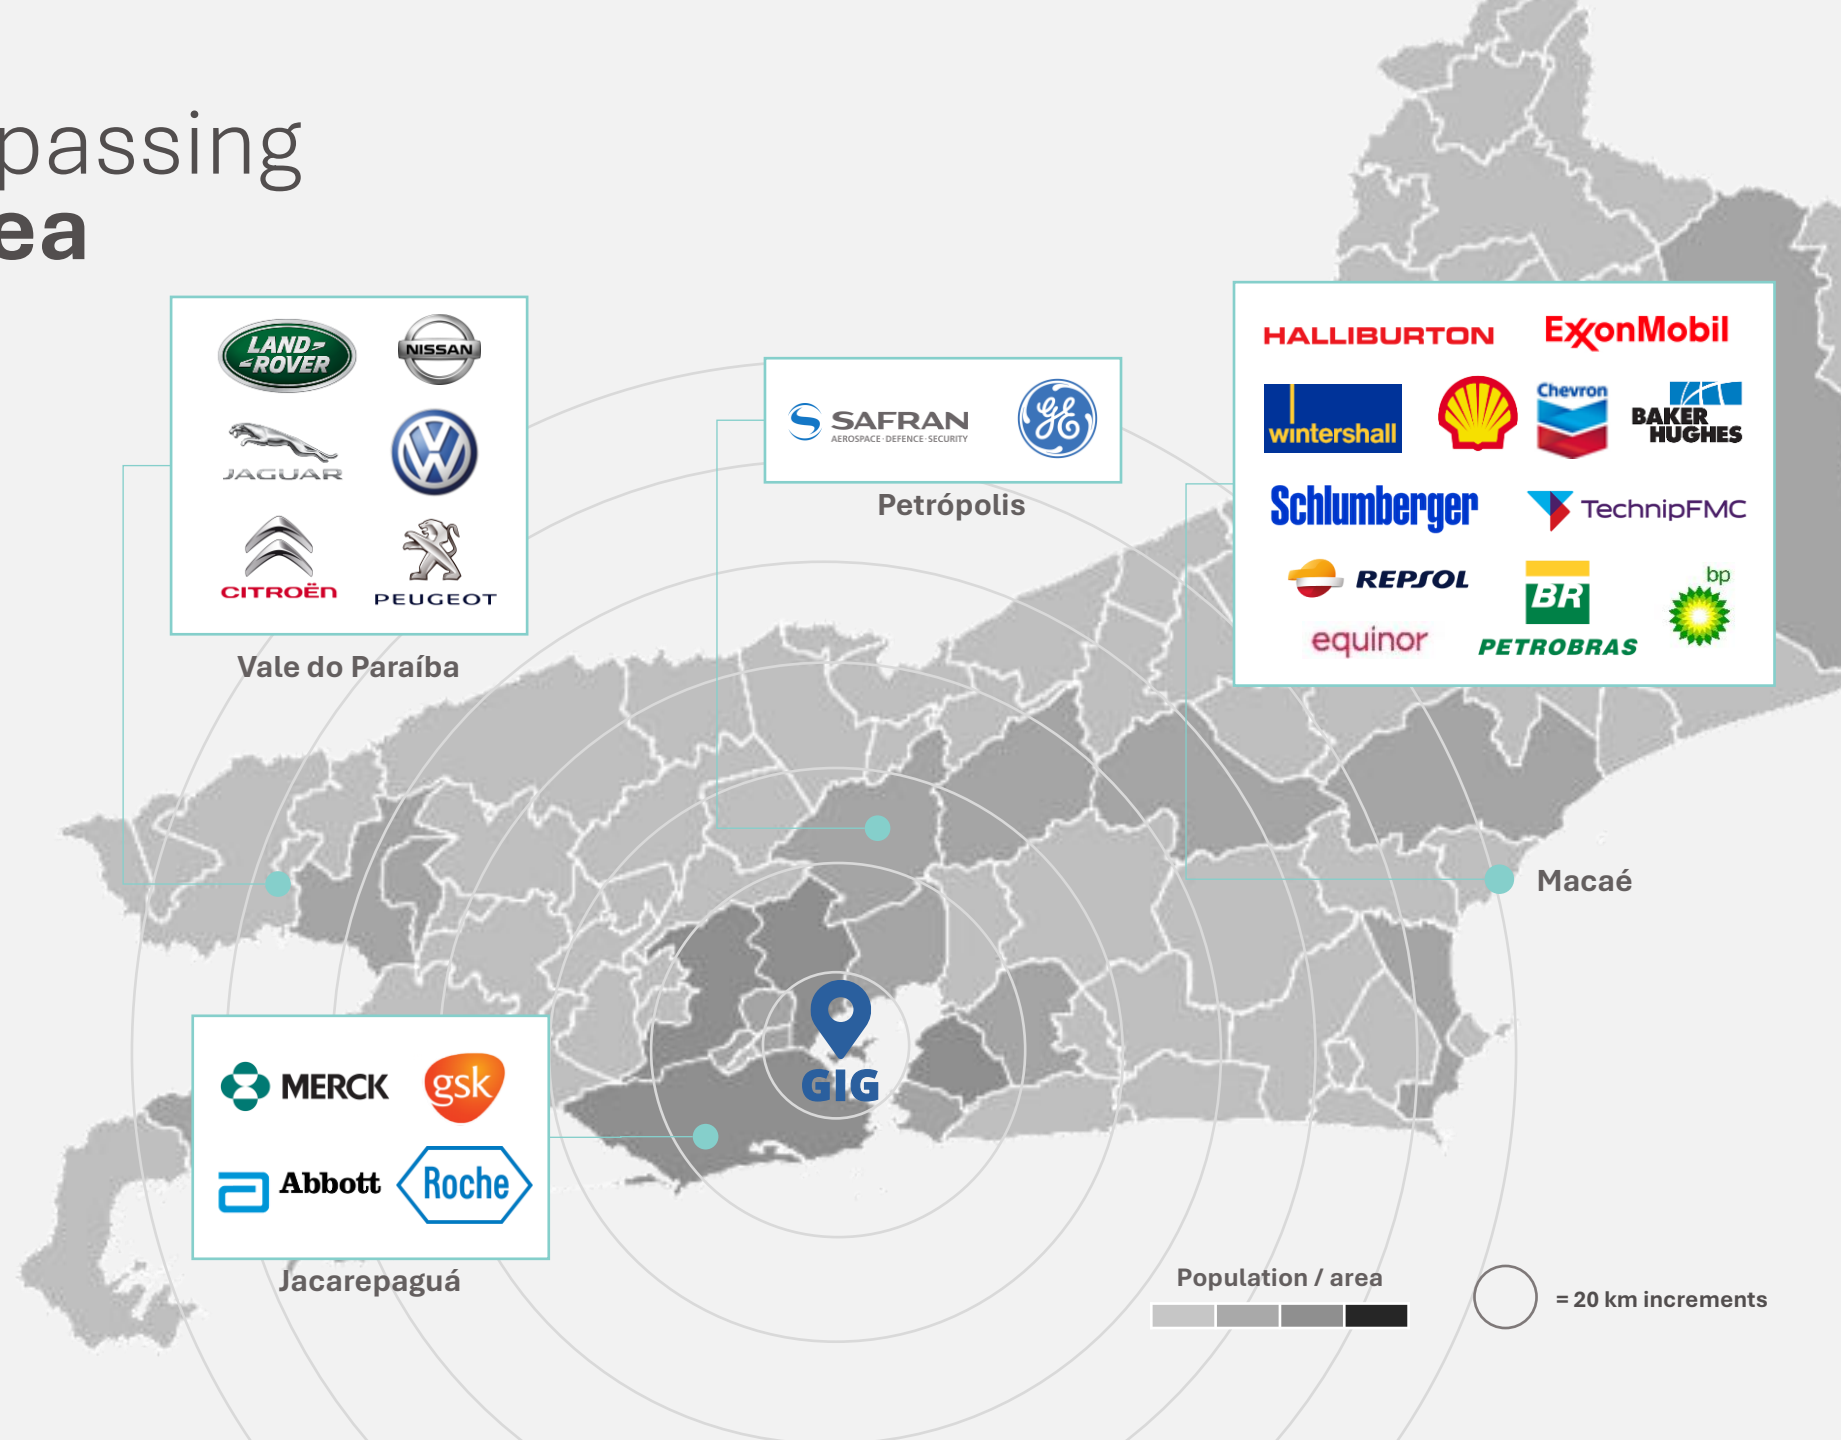 passing
ea
LAND-
-ROVER
NISSAN
JAGUAR
CITROËN
PEUGEOT
Vale do Paraíba
SAFRAN
AEROSPACE · DEFENCE · SECURITY
GE
Petrópolis
HALLIBURTON
ExxonMobil
wintershall
Chevron
BAKER
HUGHES
Schlumberger
TechnipFMC
REPSOL
BR
PETROBRAS
bp
equinor
Macaé
GIG
MERCK
gsk
Abbott
Roche
Jacarepaguá
Population / area
= 20 km increments